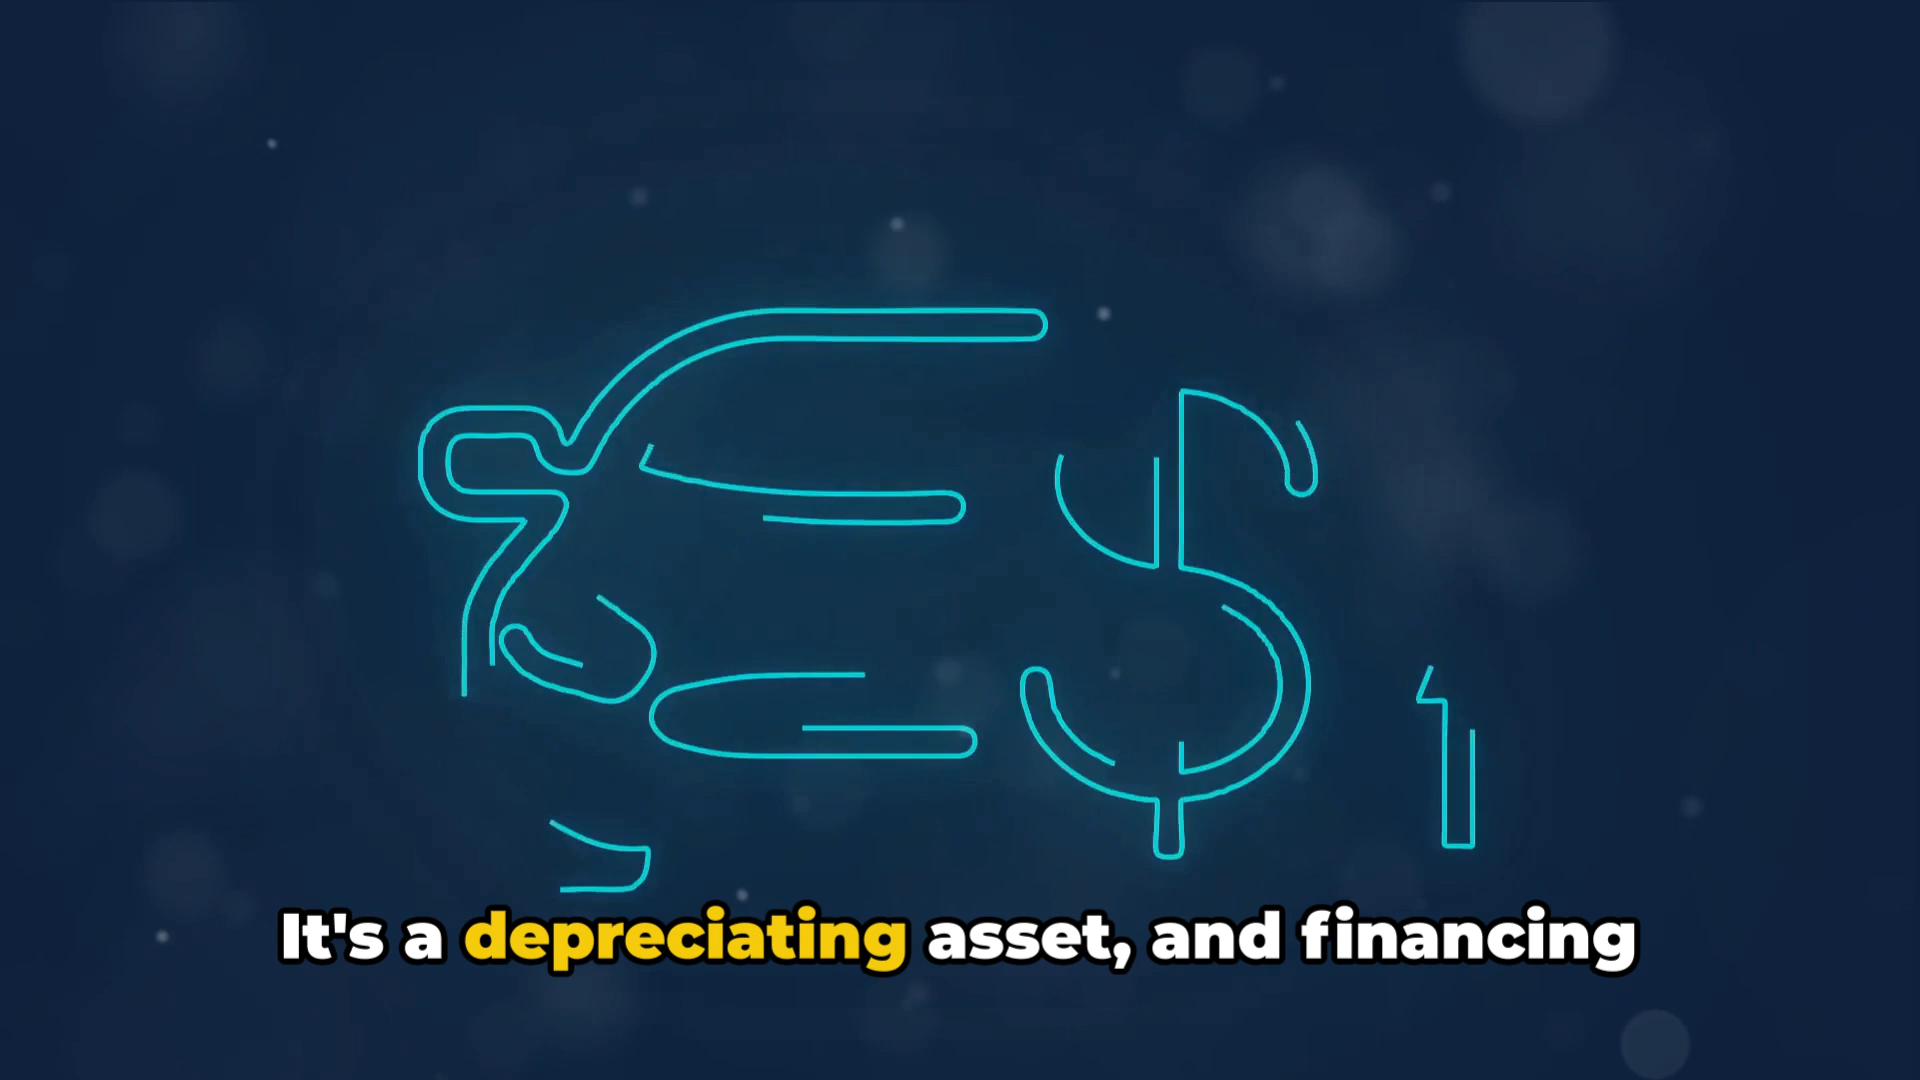 $
It's a depreciating asset, and financing